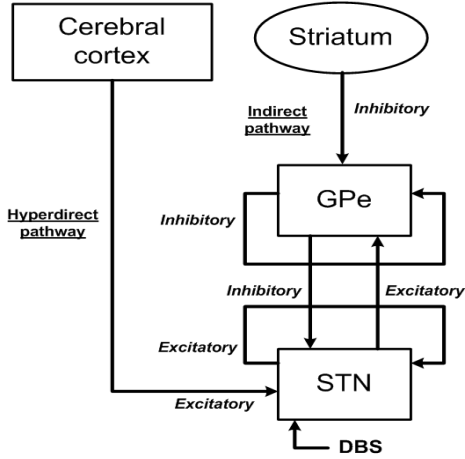 Cerebral
cortex
Striatum
Indirect
pathway
Inhibitory
GPe
Hyperdirect
pathway
Inhibitory
Inhibitory
Excitatory
Excitatory
STN
Excitatory
DBS